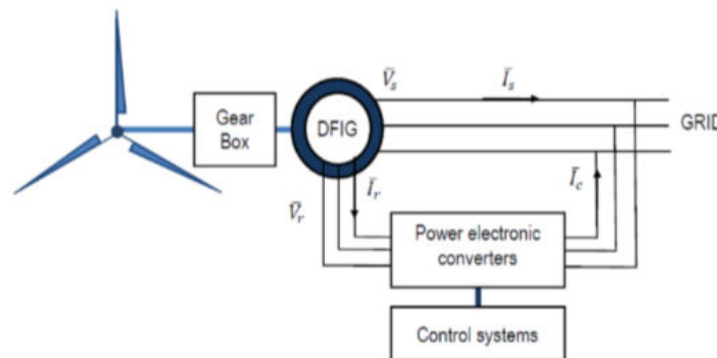 V̄s
Īs
Gear
Box
DFIG
GRID
V̄r
Īr
Īc
Power electronic
converters
Control systems